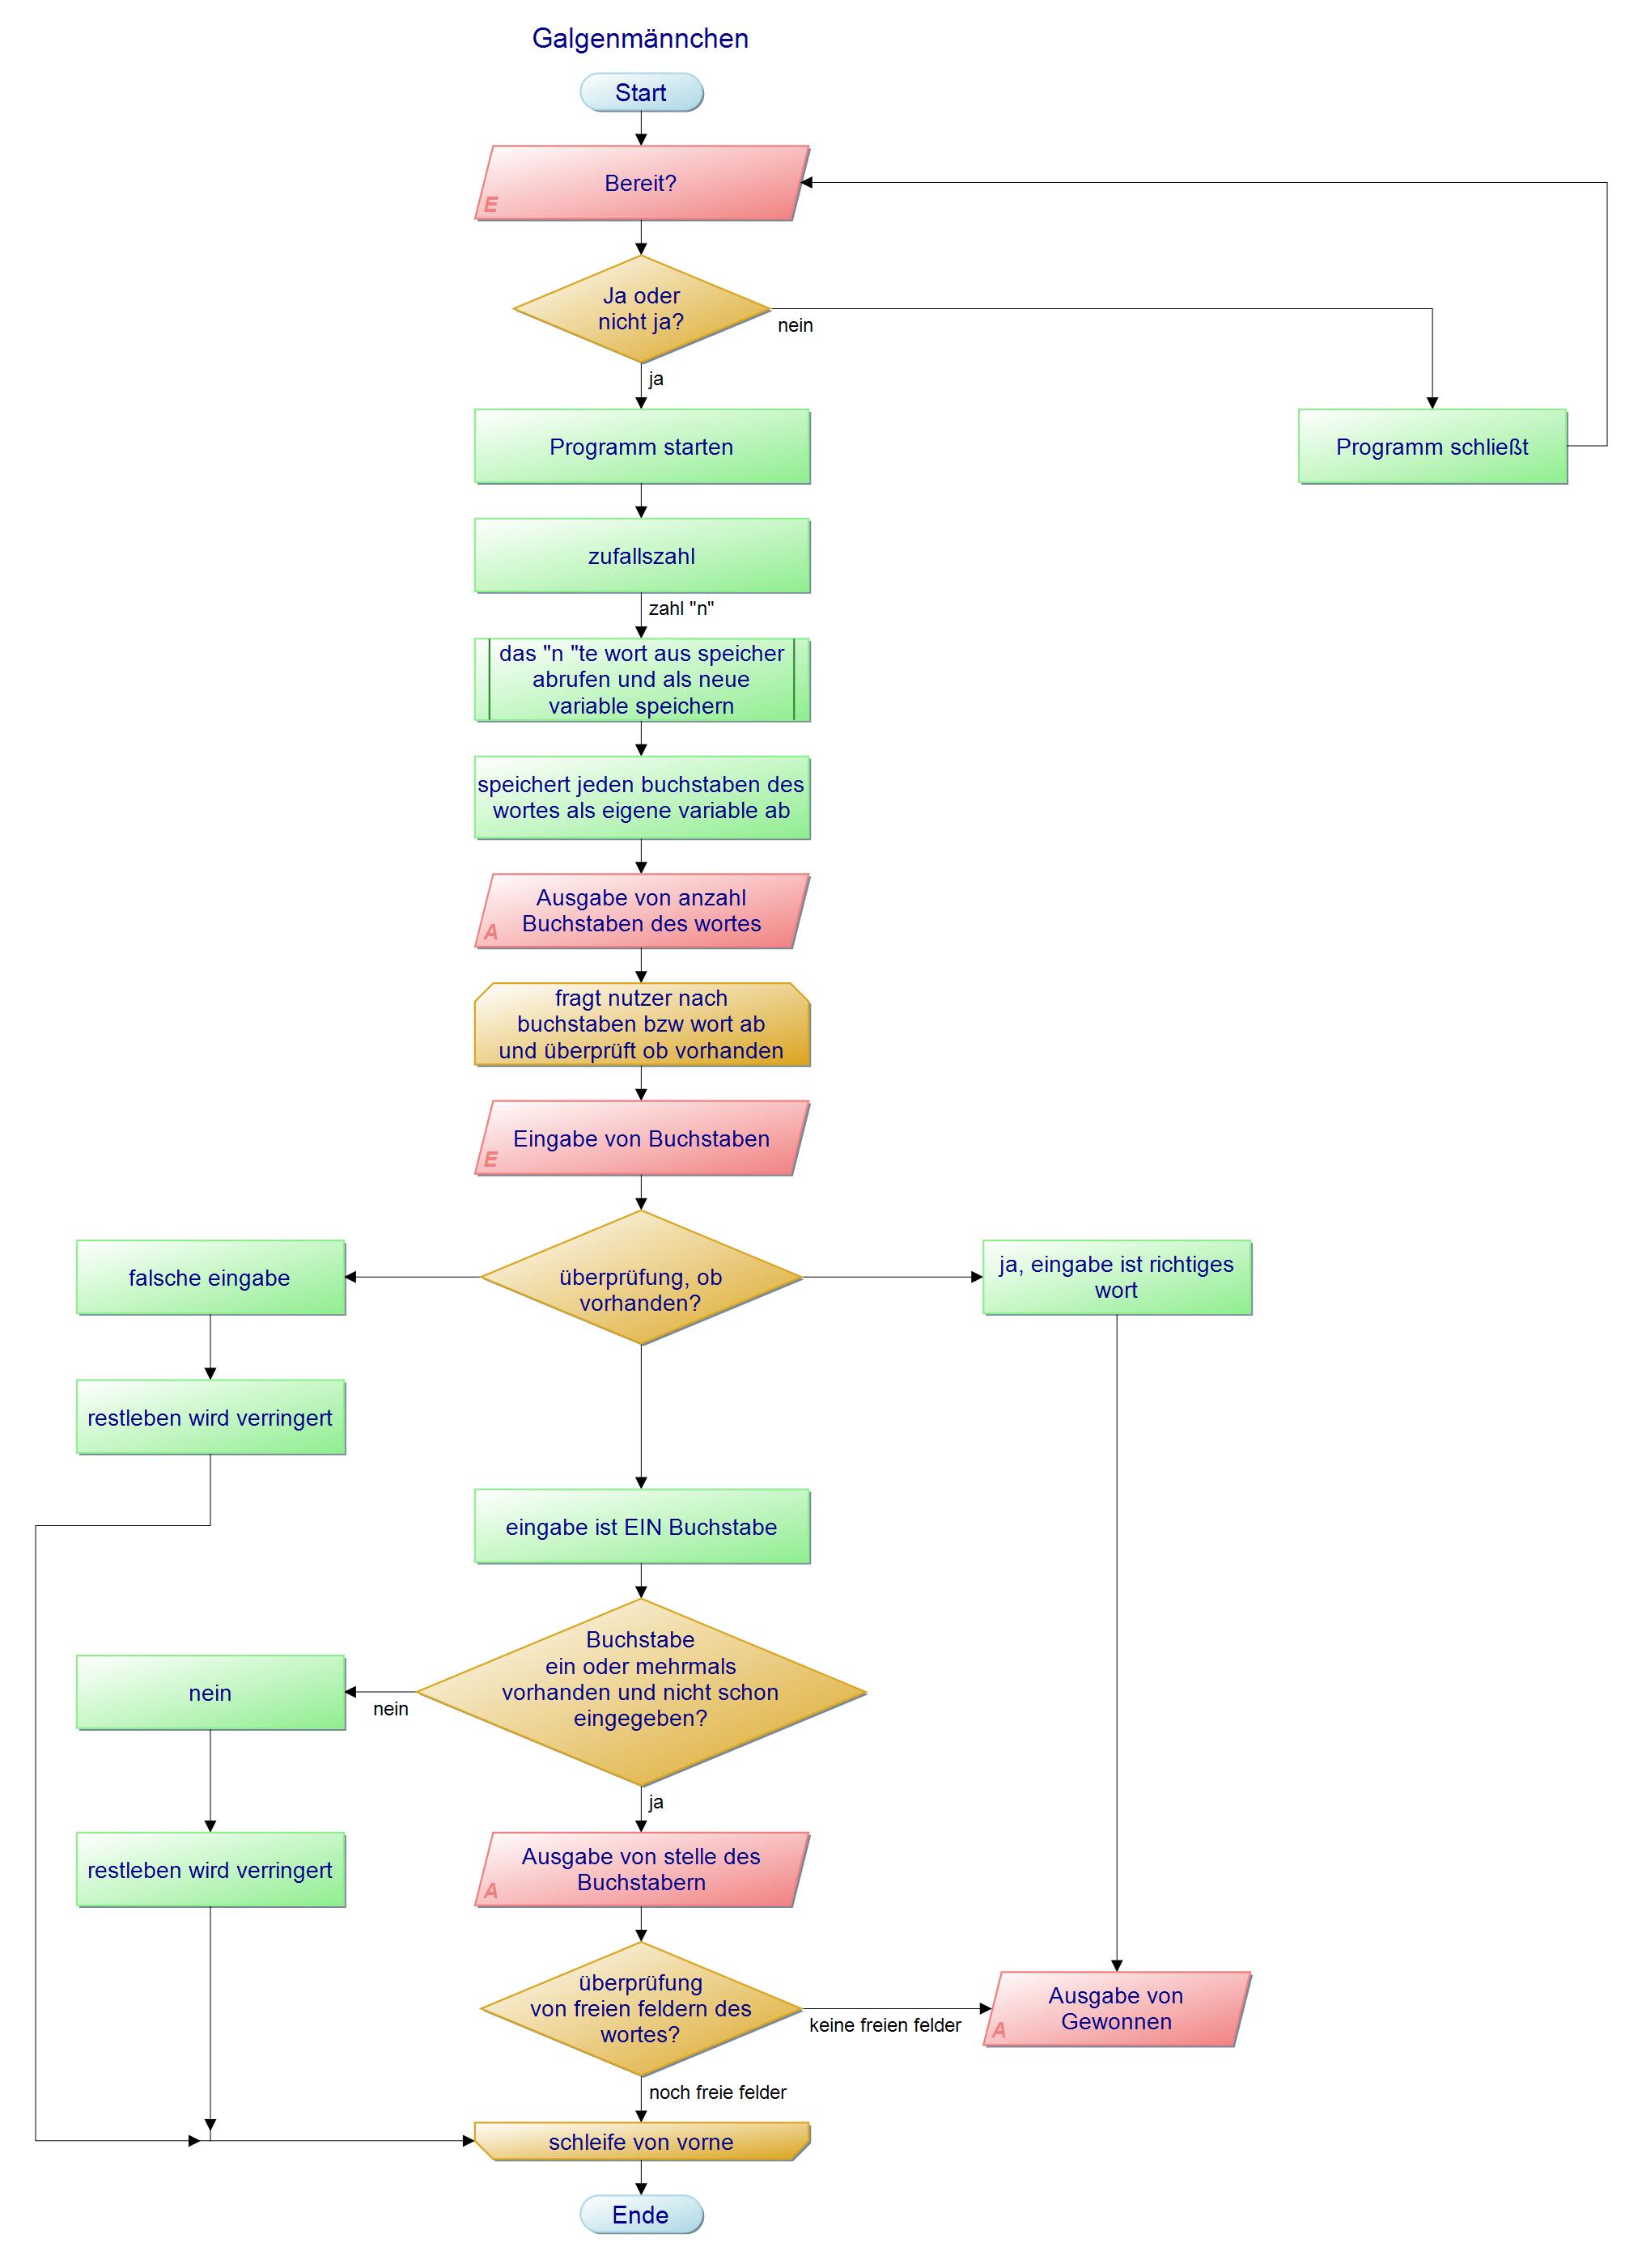 Galgenmännchen
Start
Bereit?
E
Ja oder
nicht ja?
nein
ja
Programm starten
Programm schließt
zufallszahl
zahl "n"
das "n "te wort aus speicher
abrufen und als neue
variable speichern
speichert jeden buchstaben des
wortes als eigene variable ab
Ausgabe von anzahl
Buchstaben des wortes
A
fragt nutzer nach
buchstaben bzw wort ab
und überprüft ob vorhanden
Eingabe von Buchstaben
E
falsche eingabe
überprüfung, ob
vorhanden?
ja, eingabe ist richtiges
wort
restleben wird verringert
eingabe ist EIN Buchstabe
Buchstabe
ein oder mehrmals
vorhanden und nicht schon
eingegeben?
nein
nein
ja
restleben wird verringert
Ausgabe von stelle des
Buchstabern
A
überprüfung
von freien feldern des
wortes?
keine freien felder
Ausgabe von
Gewonnen
A
noch freie felder
schleife von vorne
Ende